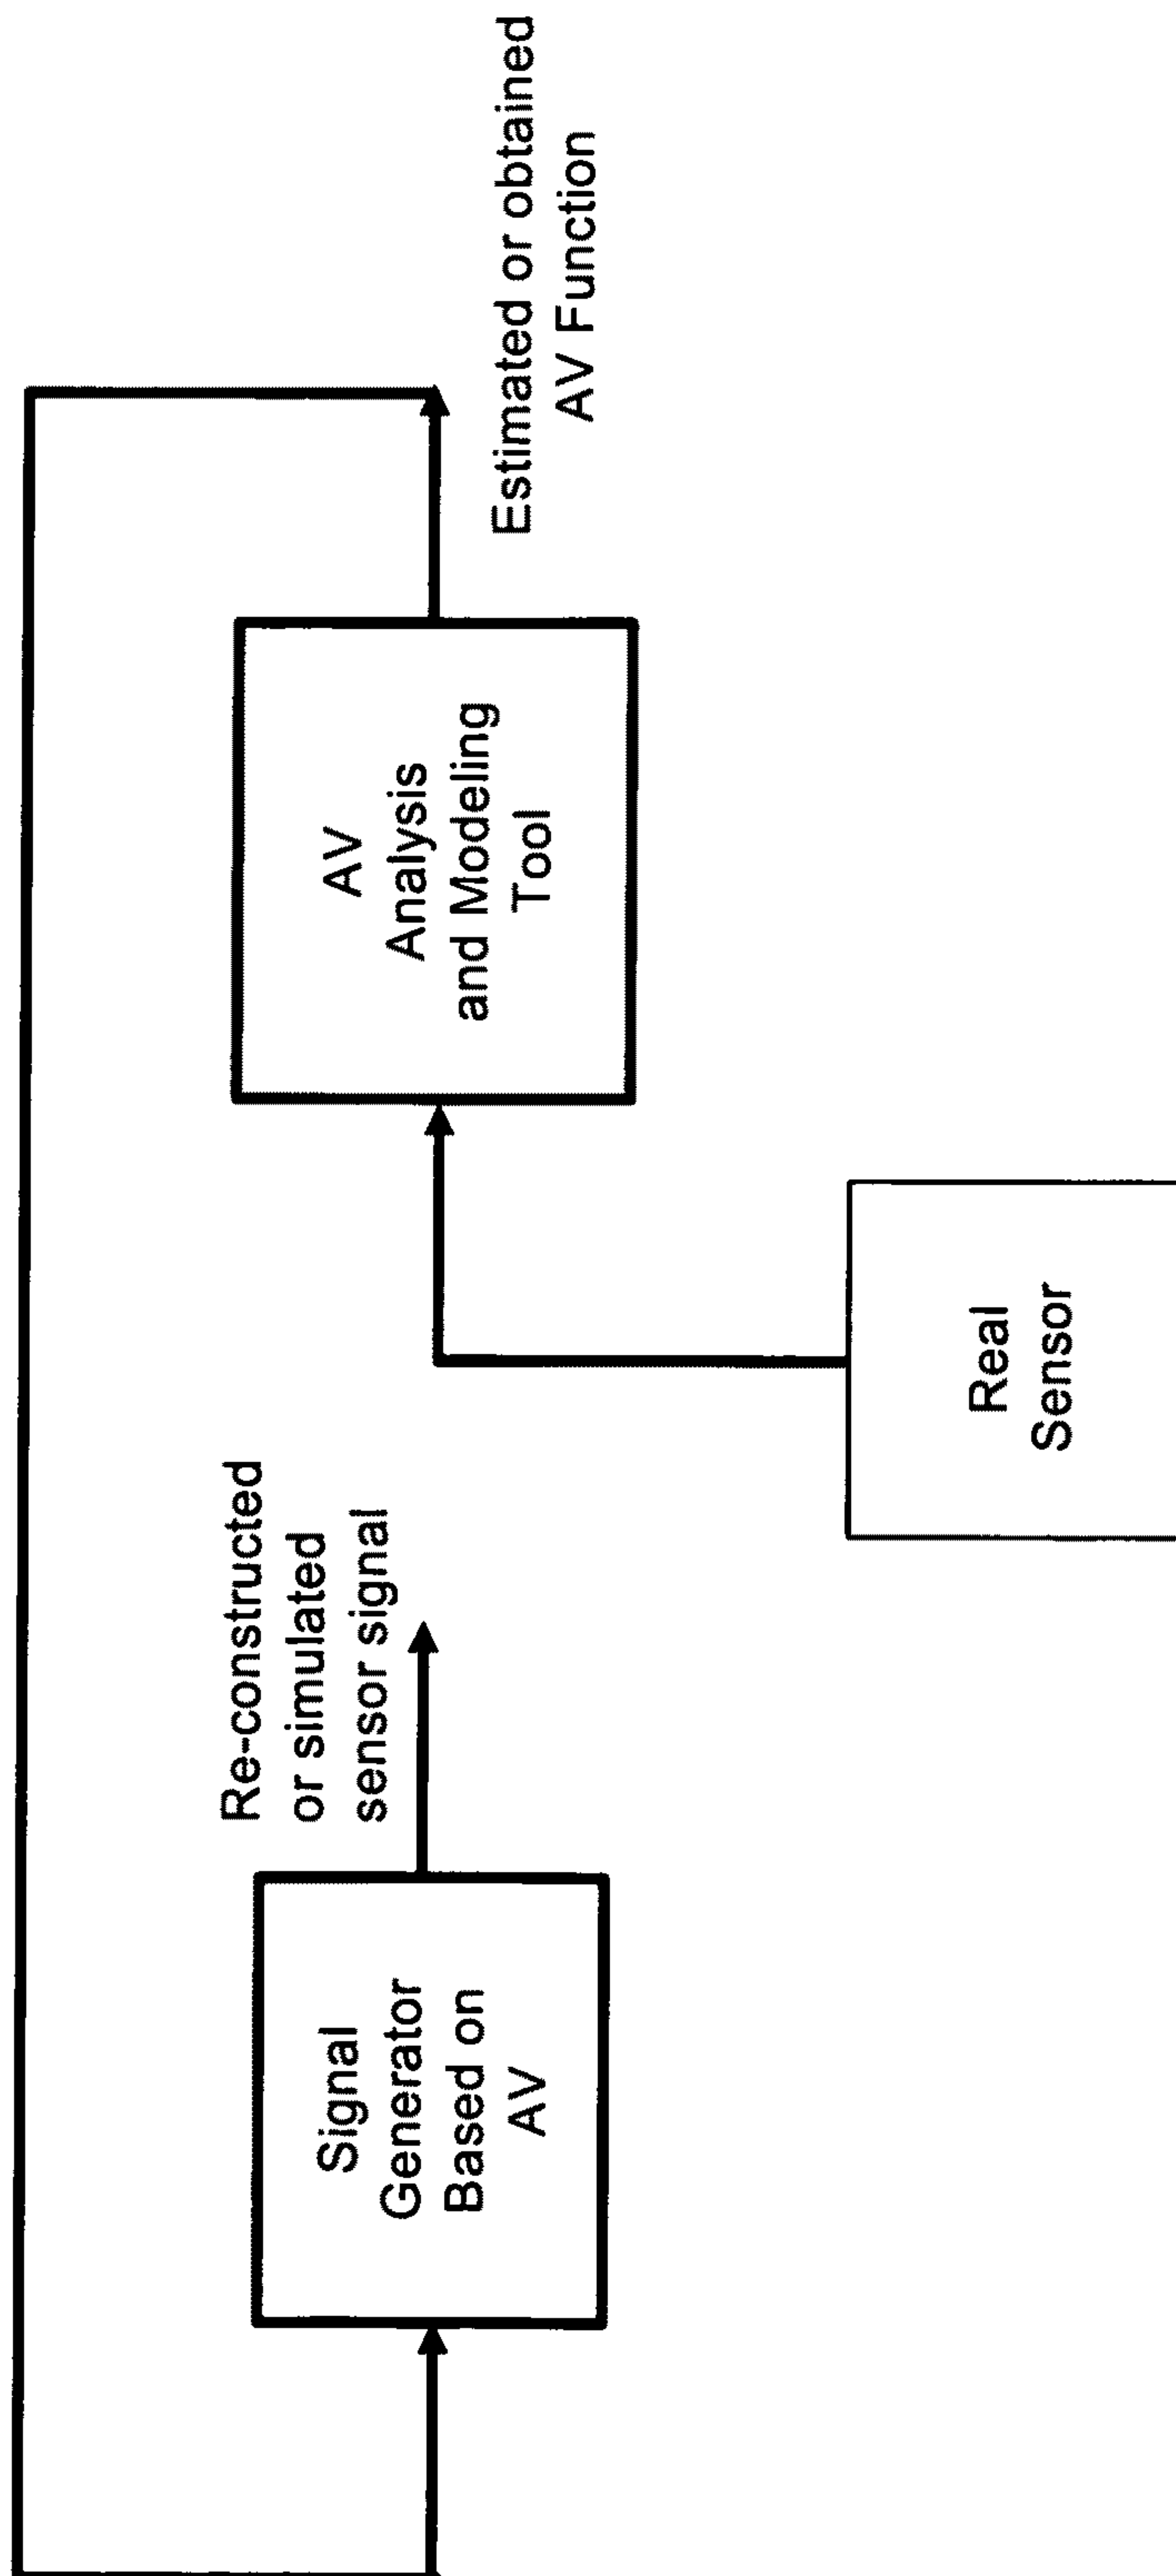 Signal
Generator
Based on
AV
Re-constructed
or simulated
sensor signal
Real
Sensor
AV
Analysis
and Modeling
Tool
Estimated or obtained
AV Function